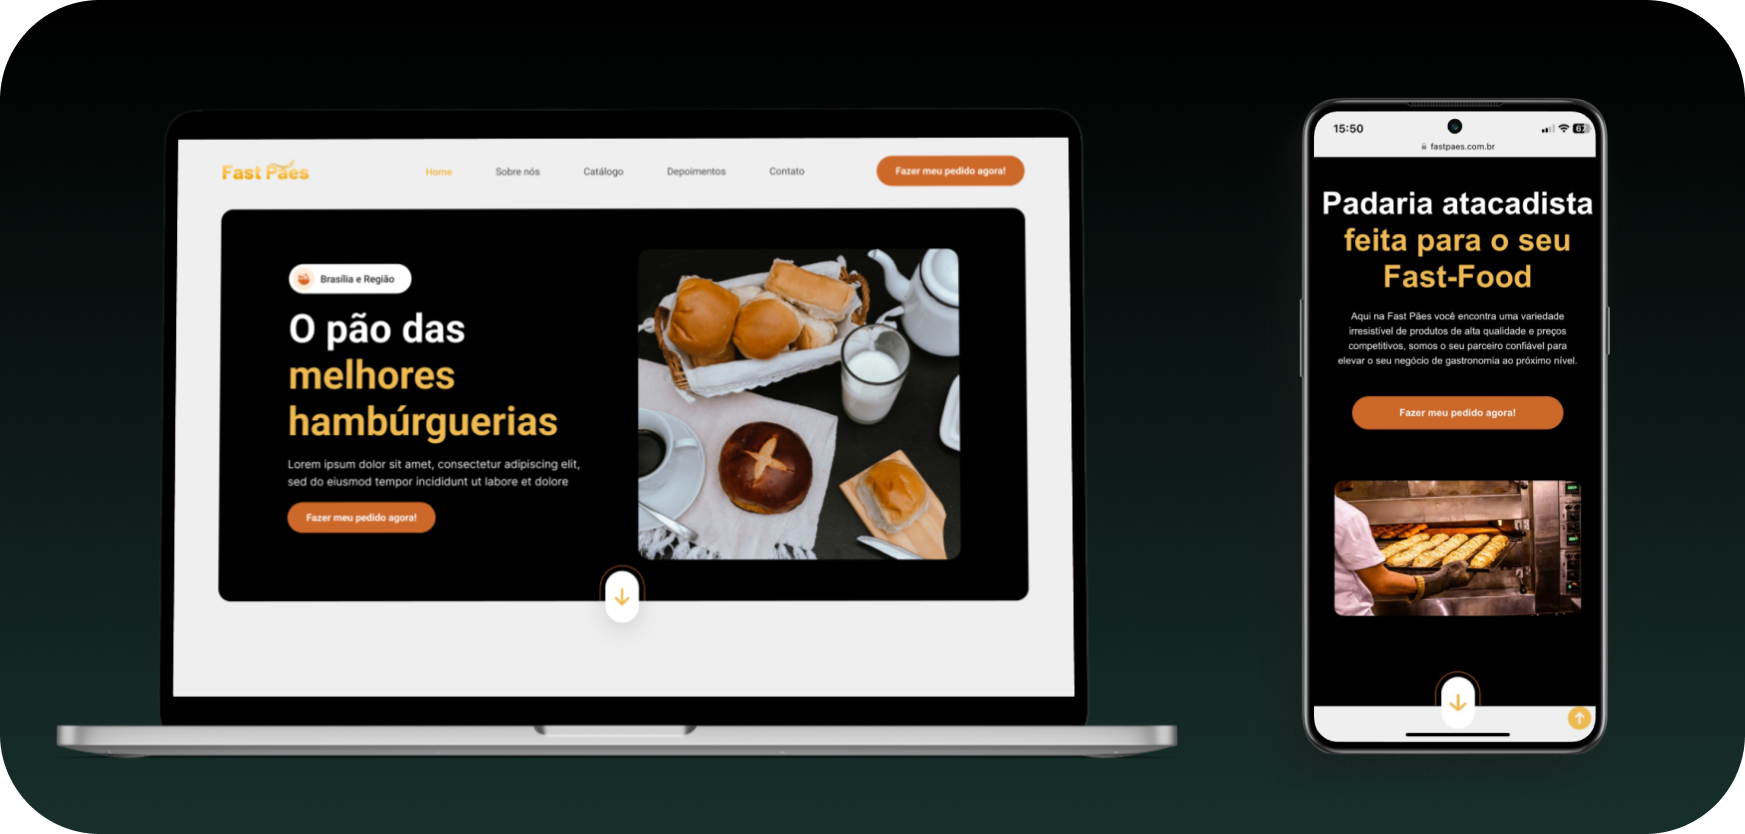 Fast Pães
Home
Sobre nós
Catálogo
Depoimentos
Contato
Fazer meu pedido agora!
Brasília e Região
O pão das
melhores
hambúrguerias
Lorem ipsum dolor sit amet, consectetur adipiscing elit,
sed do eiusmod tempor incididunt ut labore et dolore
Fazer meu pedido agora!
15:50
62
fastpaes.com.br
Padaria atacadista
feita para o seu
Fast-Food
Aqui na Fast Pães você encontra uma variedade
irresistível de produtos de alta qualidade e preços
competitivos, somos o seu parceiro confiável para
elevar o seu negócio de gastronomia ao próximo nível.
Fazer meu pedido agora!